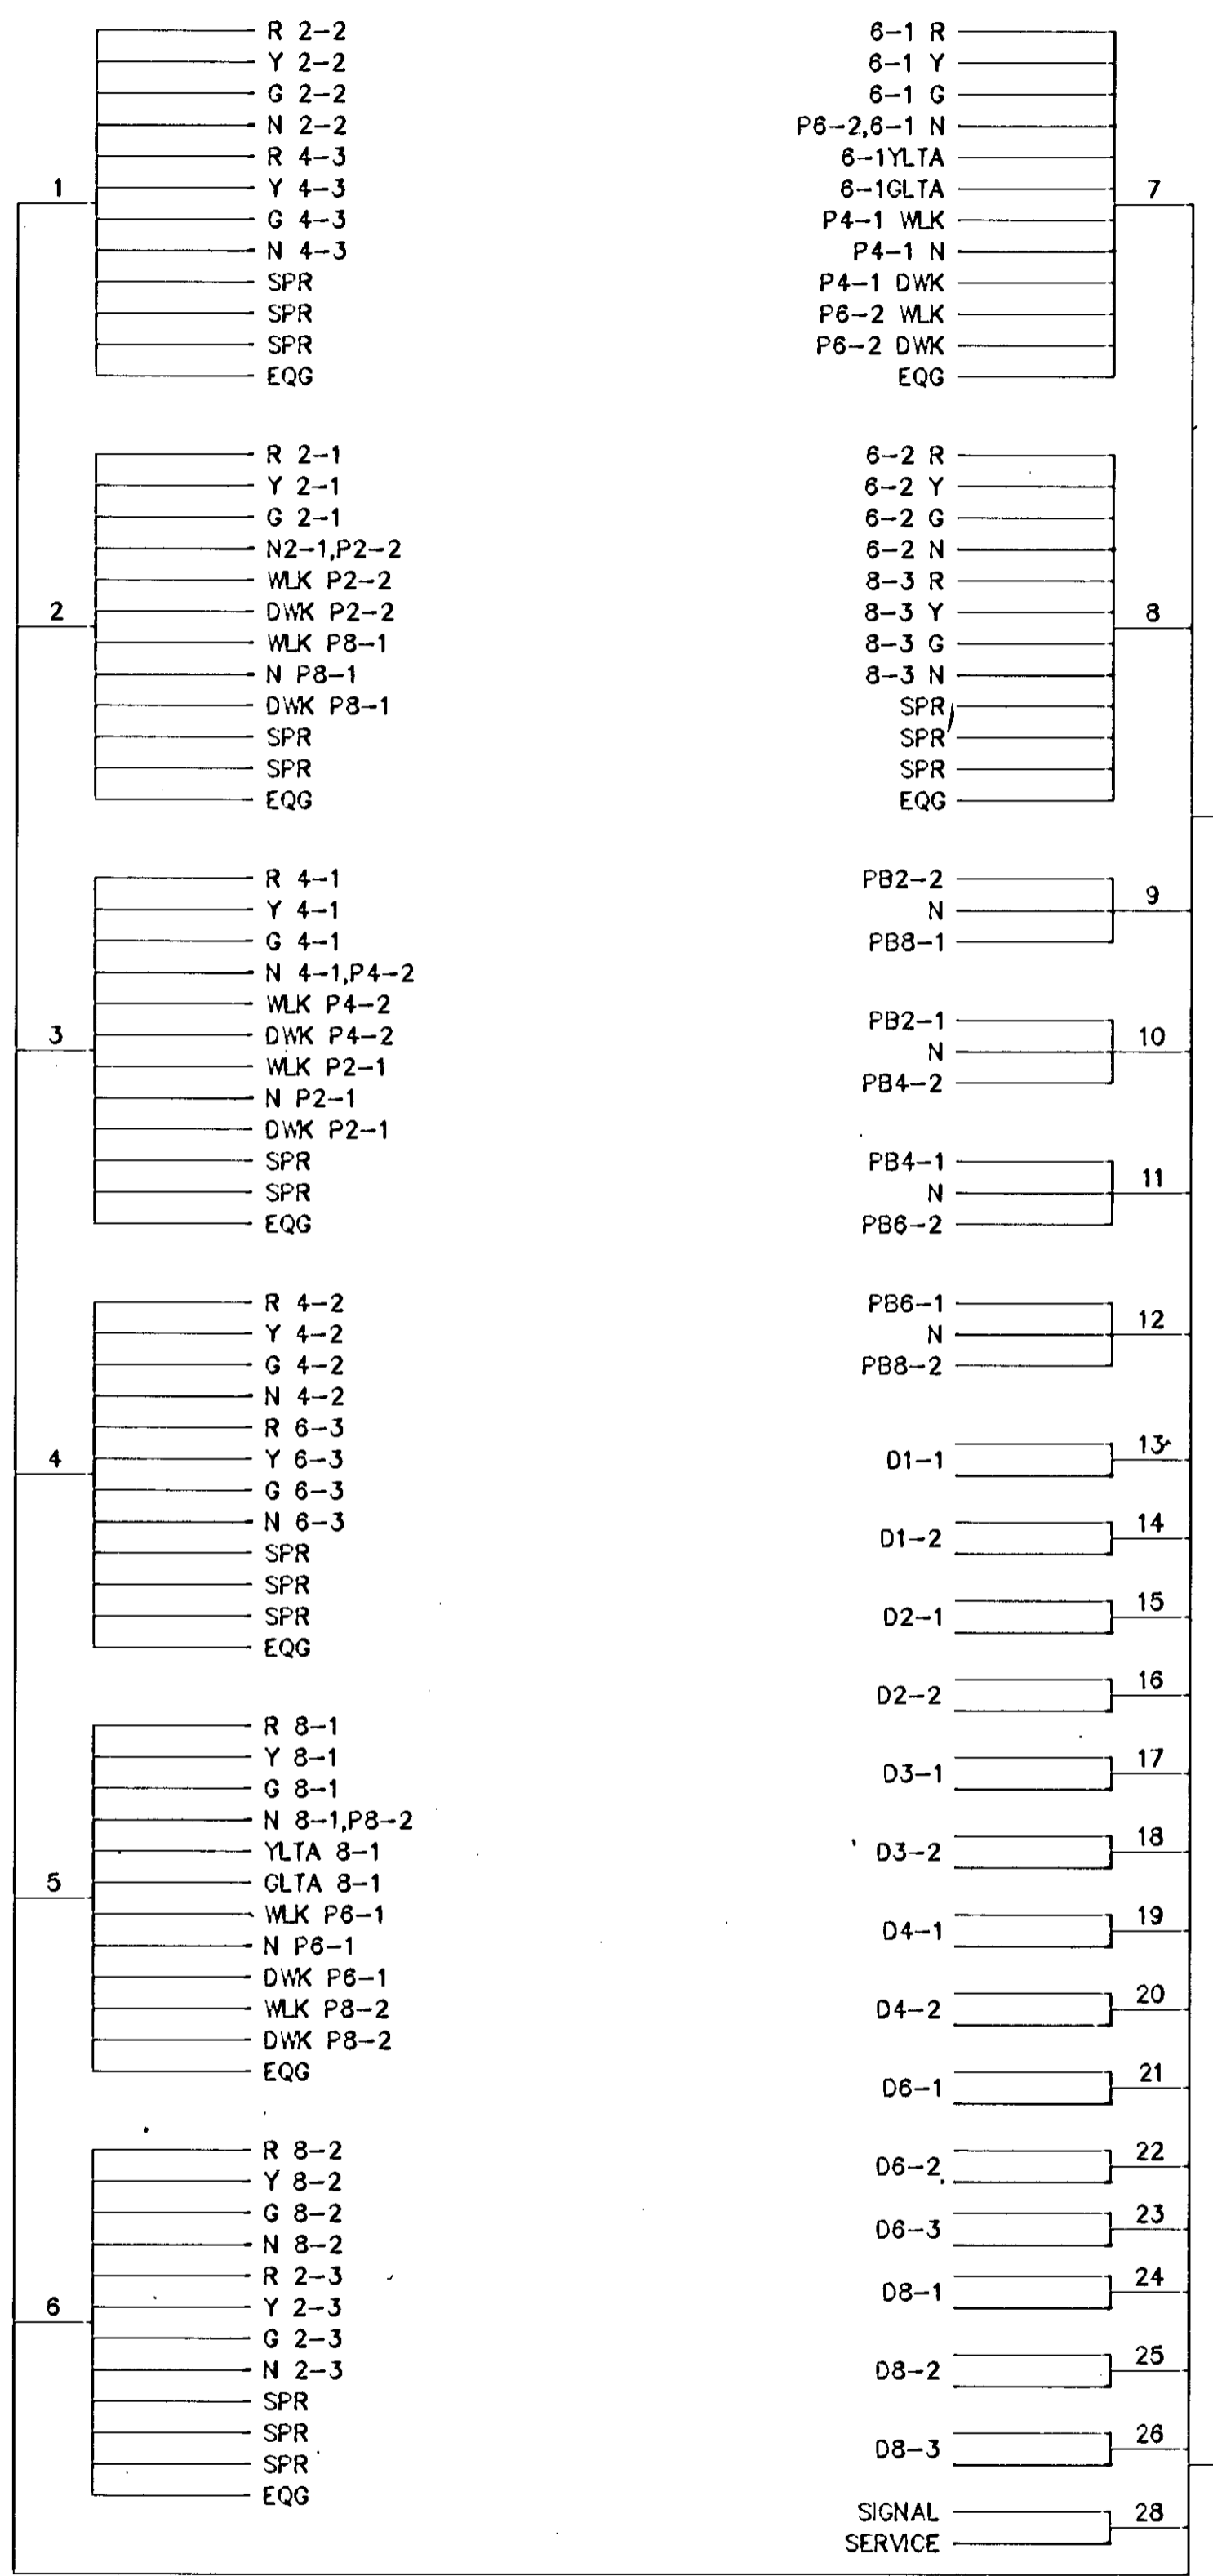 R 2-2
Y 2-2
G 2-2
N 2-2
R 4-3
Y 4-3
1
G 4-3
N 4-3
SPR
SPR
SPR
EQG
R 2-1
Y 2-1
G 2-1
N2-1,P2-2
WLK P2-2
DWK P2-2
2
WLK P8-1
N P8-1
DWK P8-1
SPR
SPR
EQG
R 4-1
Y 4-1
G 4-1
N 4-1,P4-2
WLK P4-2
DWK P4-2
3
WLK P2-1
N P2-1
DWK P2-1
SPR
SPR
EQG
R 4-2
Y 4-2
G 4-2
N 4-2
R 6-3
Y 6-3
4
G 6-3
N 6-3
SPR
SPR
SPR
EQG
R 8-1
Y 8-1
G 8-1
N 8-1,P8-2
YLTA 8-1
GLTA 8-1
5
WLK P6-1
N P6-1
DWK P6-1
WLK P8-2
DWK P8-2
EQG
R 8-2
Y 8-2
G 8-2
N 8-2
R 2-3
Y 2-3
6
G 2-3
N 2-3
SPR
SPR
SPR
EQG
6-1 R
6-1 Y
6-1 G
P6-2,6-1 N
6-1YLTA
6-1GLTA
7
P4-1 WLK
P4-1 N
P4-1 DWK
P6-2 WLK
P6-2 DWK
EQG
6-2 R
6-2 Y
6-2 G
6-2 N
8-3 R
8-3 Y
8
8-3 G
8-3 N
SPR
SPR
SPR
EQG
PB2-2
9
N
PB8-1
PB2-1
10
N
PB4-2
PB4-1
11
N
PB6-2
PB6-1
12
N
PB8-2
D1-1 13
D1-2 14
D2-1 15
D2-2 16
D3-1 17
D3-2 18
D4-1 19
D4-2 20
D6-1 21
D6-2 22
D6-3 23
D8-1 24
D8-2 25
D8-3 26
SIGNAL 28
SERVICE